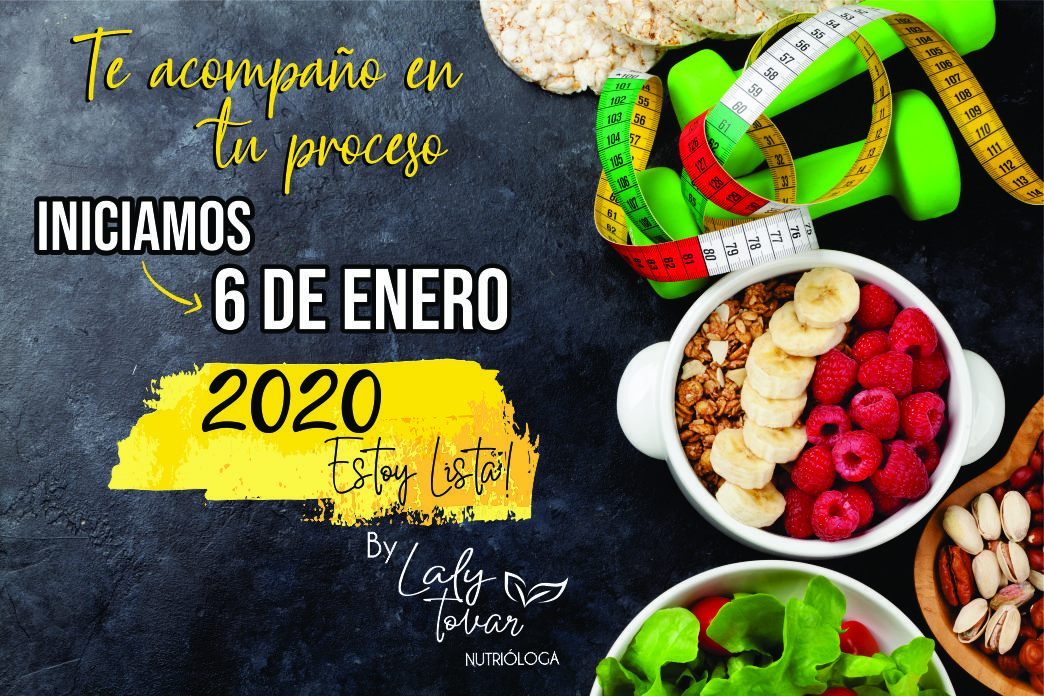 Te acompaño en
tu proceso
INICIAMOS
6 DE ENERO
2020
Estoy Lista!
By Laly
tovar
NUTRIÓLOGA